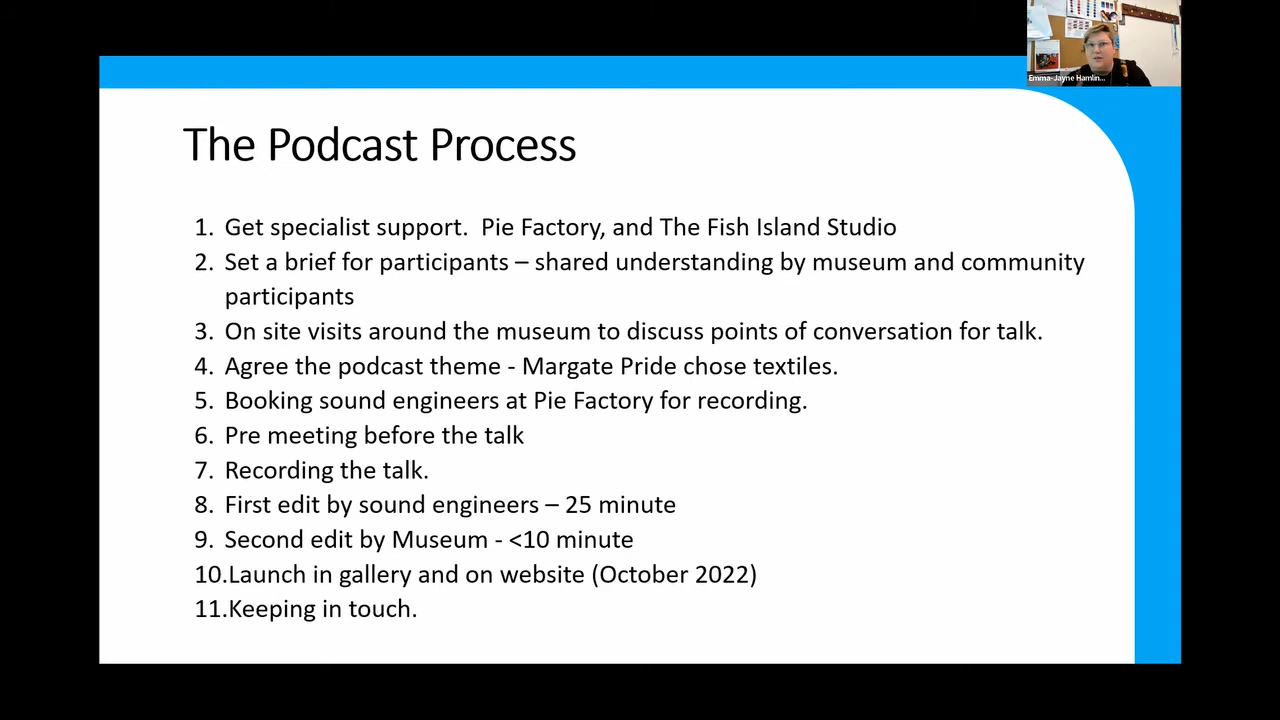 Emma-Jayne Hamlin...
The Podcast Process
1. Get specialist support.  Pie Factory, and The Fish Island Studio
2. Set a brief for participants – shared understanding by museum and community
participants
3. On site visits around the museum to discuss points of conversation for talk.
4. Agree the podcast theme - Margate Pride chose textiles.
5. Booking sound engineers at Pie Factory for recording.
6. Pre meeting before the talk
7. Recording the talk.
8. First edit by sound engineers – 25 minute
9. Second edit by Museum - <10 minute
10.Launch in gallery and on website (October 2022)
11.Keeping in touch.